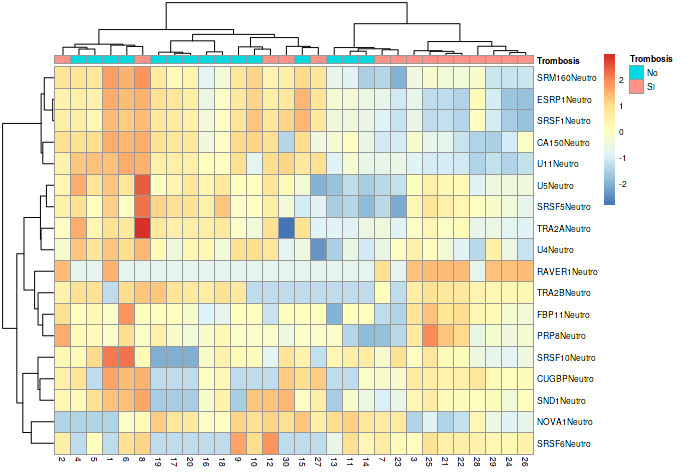 Trombosis
SRM160Neutro
ESRP1Neutro
SRSF1Neutro
CA150Neutro
U11Neutro
U5Neutro
SRSF5Neutro
TRA2ANeutro
U4Neutro
RAVER1Neutro
TRA2BNeutro
FBP11Neutro
PRP8Neutro
SRSF10Neutro
CUGBPNeutro
SND1Neutro
NOVA1Neutro
SRSF6Neutro
2 4 5 1 6 8 19 17 20 16 18 9 10 12 30 15 27 13 11 14 7 23 3 25 21 22 28 29 24 26
2
1
0
-1
-2
Trombosis
No
SI